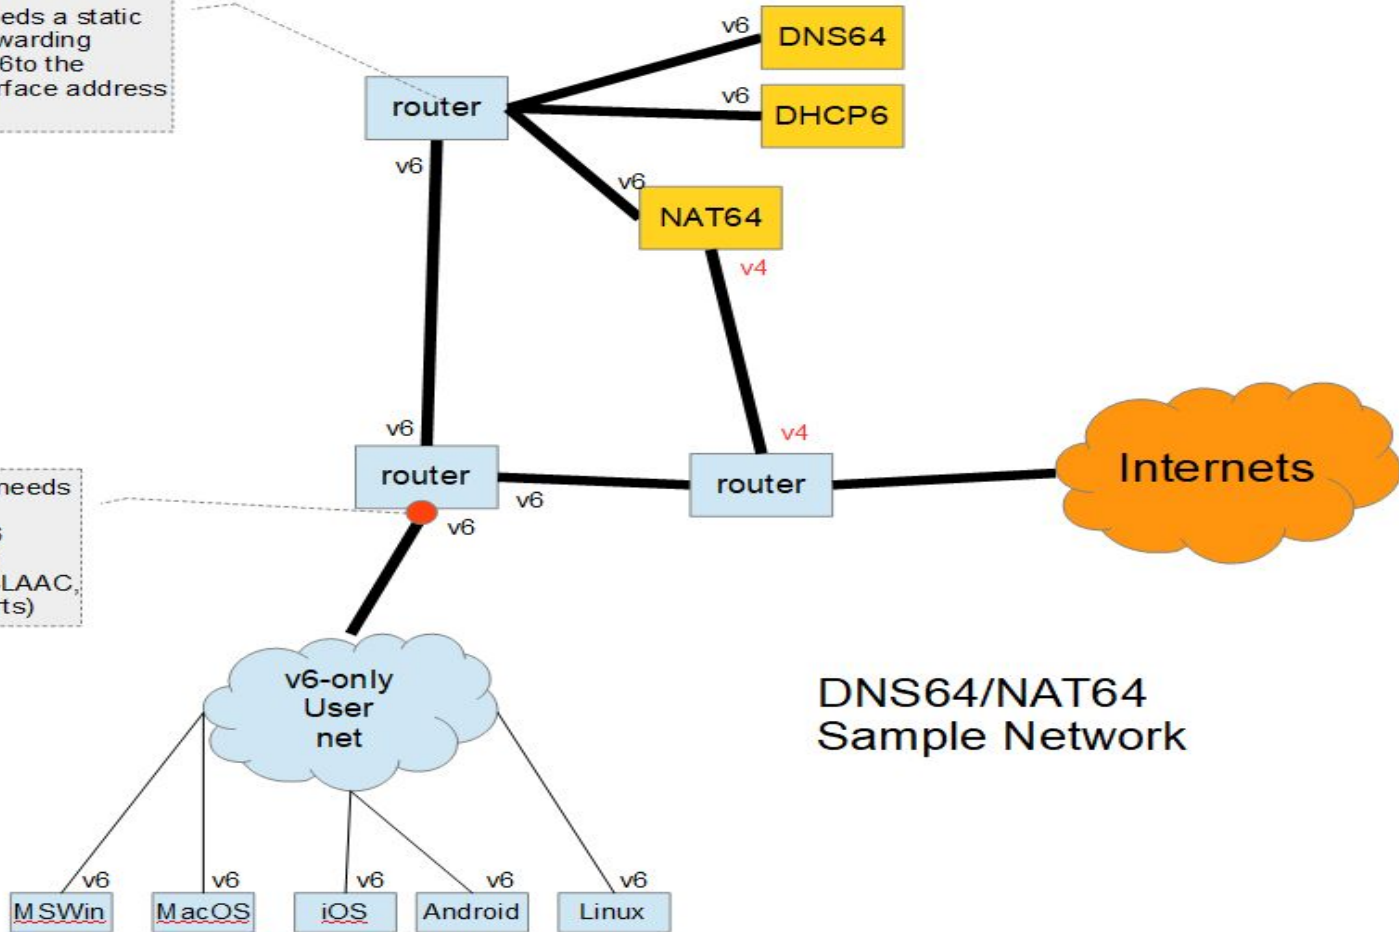 eds a static
warding
6to the
rface address
router
v6
v6
DNS64
v6
DHCP6
v6
NAT64
v4
v6
router
v6
v6
v4
router
Internets
needs
6
LAAC,
rts)
v6-only
User
net
DNS64/NAT64
Sample Network
v6
MSWin
v6
MacOS
v6
iOS
v6
Android
v6
Linux